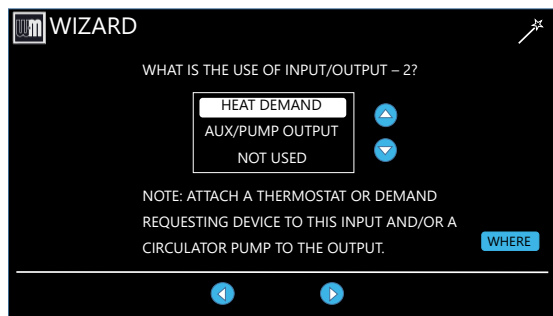 wm WIZARD
WHAT IS THE USE OF INPUT/OUTPUT – 2?
HEAT DEMAND
AUX/PUMP OUTPUT
NOT USED
NOTE: ATTACH A THERMOSTAT OR DEMAND
REQUESTING DEVICE TO THIS INPUT AND/OR A
CIRCULATOR PUMP TO THE OUTPUT.
WHERE